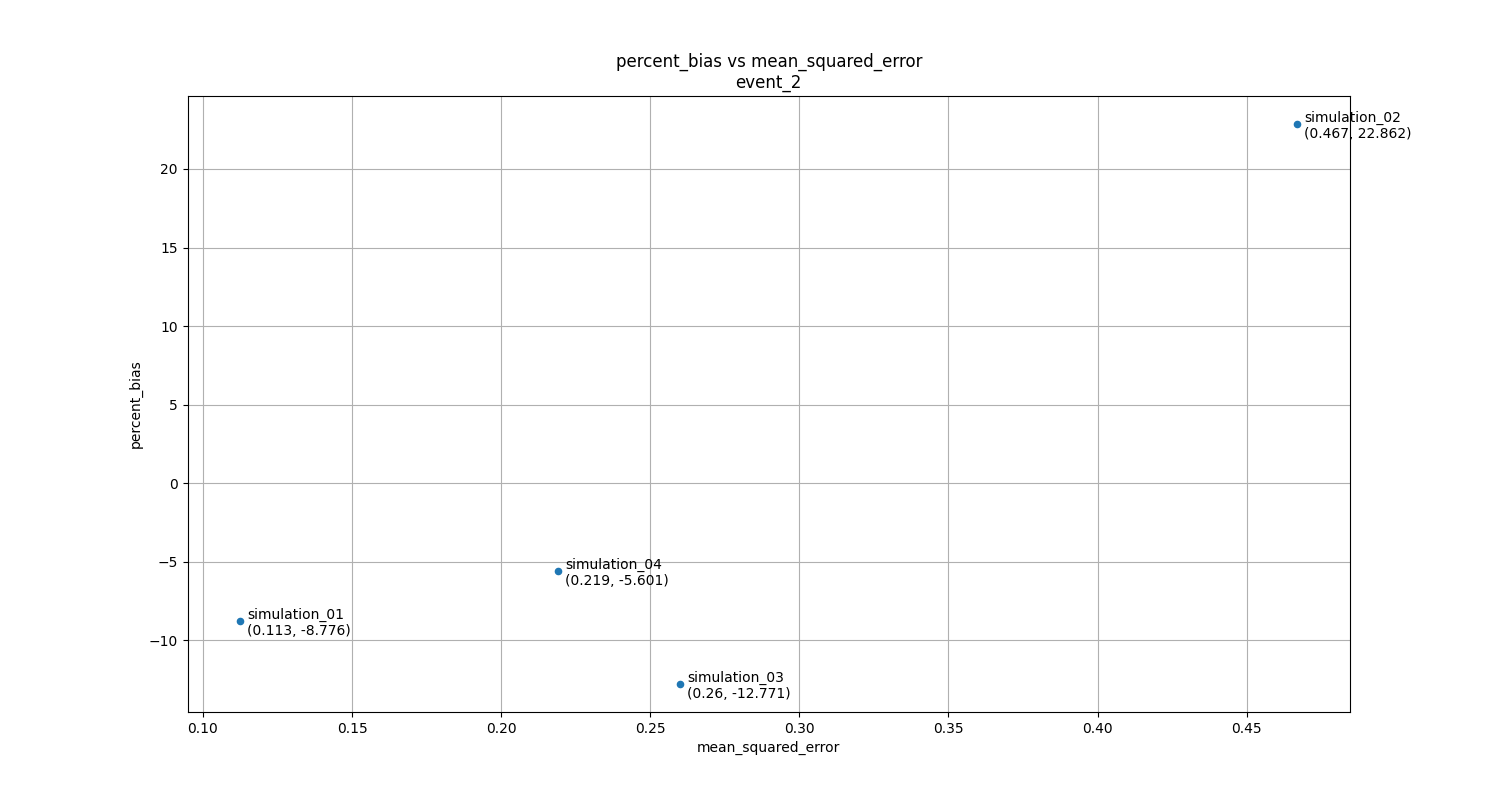 percent_bias vs mean_squared_error
event_2
simulation_02
(0.467, 22.862)
20
15
10
percent_bias
5
0
−5
simulation_04
(0.219, -5.601)
simulation_01
(0.113, -8.776)
−10
simulation_03
(0.26, -12.771)
0.10 0.15 0.20 0.25 0.30 0.35 0.40 0.45
mean_squared_error